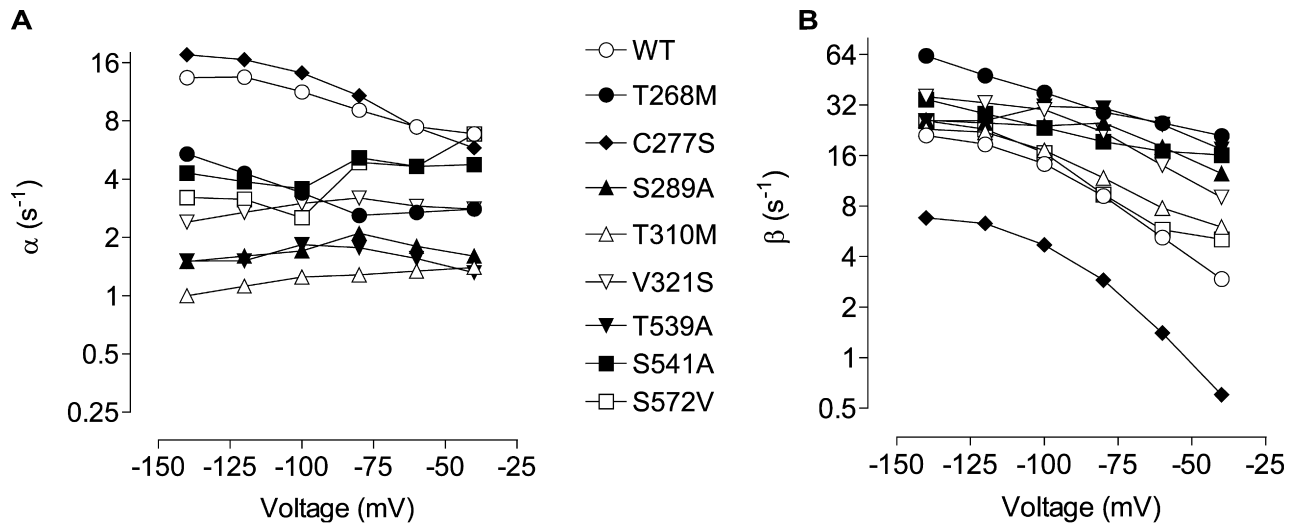 A
16
8
4
2
1
0.5
0.25
α (s⁻¹)
-150 -125 -100 -75 -50 -25
Voltage (mV)
WT
T268M
C277S
S289A
T310M
V321S
T539A
S541A
S572V
B
64
32
16
8
4
2
1
0.5
β (s⁻¹)
-150 -125 -100 -75 -50 -25
Voltage (mV)